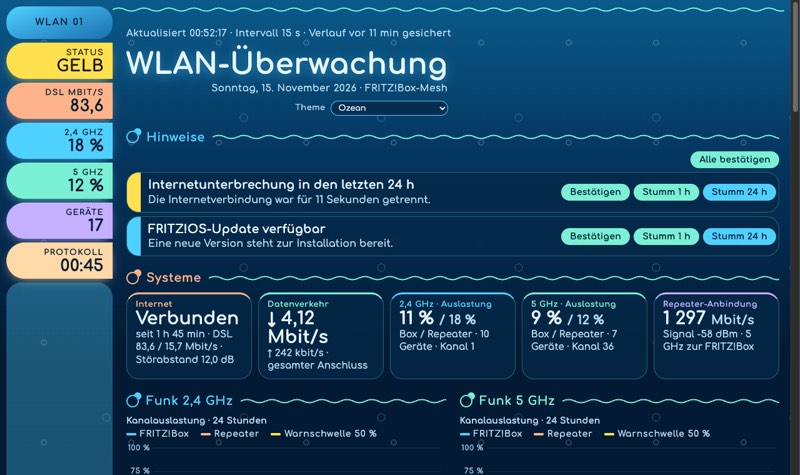 WLAN 01
STATUS
GELB
DSL MBIT/S
83,6
2,4 GHZ
18 %
5 GHZ
12 %
GERÄTE
17
PROTOKOLL
00:45
Aktualisiert 00:52:17 · Intervall 15 s · Verlauf vor 11 min gesichert
WLAN-Überwachung
Sonntag, 15. November 2026 · FRITZ!Box-Mesh
Theme Ozean
Hinweise
Alle bestätigen
Internetunterbrechung in den letzten 24 h
Die Internetverbindung war für 11 Sekunden getrennt.
Bestätigen Stumm 1 h Stumm 24 h
FRITZ!OS-Update verfügbar
Eine neue Version steht zur Installation bereit.
Bestätigen Stumm 1 h Stumm 24 h
Systeme
Internet
Verbunden
seit 1 h 45 min · DSL
83,6 / 15,7 Mbit/s ·
Störabstand 12,0 dB
Datenverkehr
↓ 4,12
Mbit/s
↑ 242 kbit/s ·
gesamter Anschluss
2,4 GHz · Auslastung
11 % / 18 %
Box / Repeater · 10
Geräte · Kanal 1
5 GHz · Auslastung
9 % / 12 %
Box / Repeater · 7
Geräte · Kanal 36
Repeater-Anbindung
1 297 Mbit/s
Signal -58 dBm · 5
GHz zur FRITZ!Box
Funk 2,4 GHz
Kanalauslastung · 24 Stunden
FRITZ!Box Repeater Warnschwelle 50 %
100 %
75 %
Funk 5 GHz
Kanalauslastung · 24 Stunden
FRITZ!Box Repeater Warnschwelle 50 %
100 %
75 %